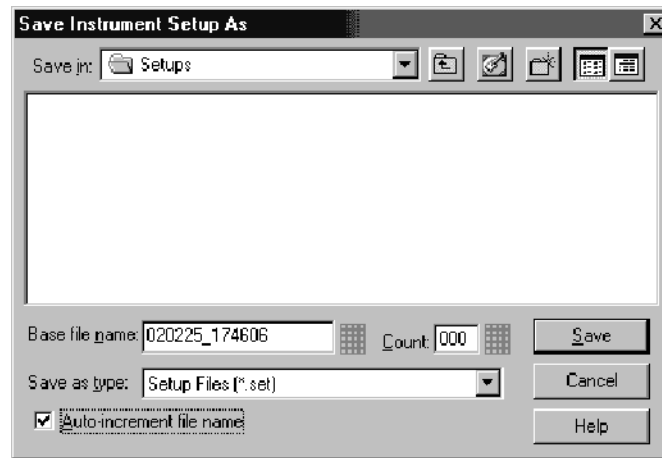 Save Instrument Setup As
Save in: Setups
Base file name: 020225_174606 Count: 000 Save
Save as type: Setup Files (*.set) Cancel
Auto-increment file name Help